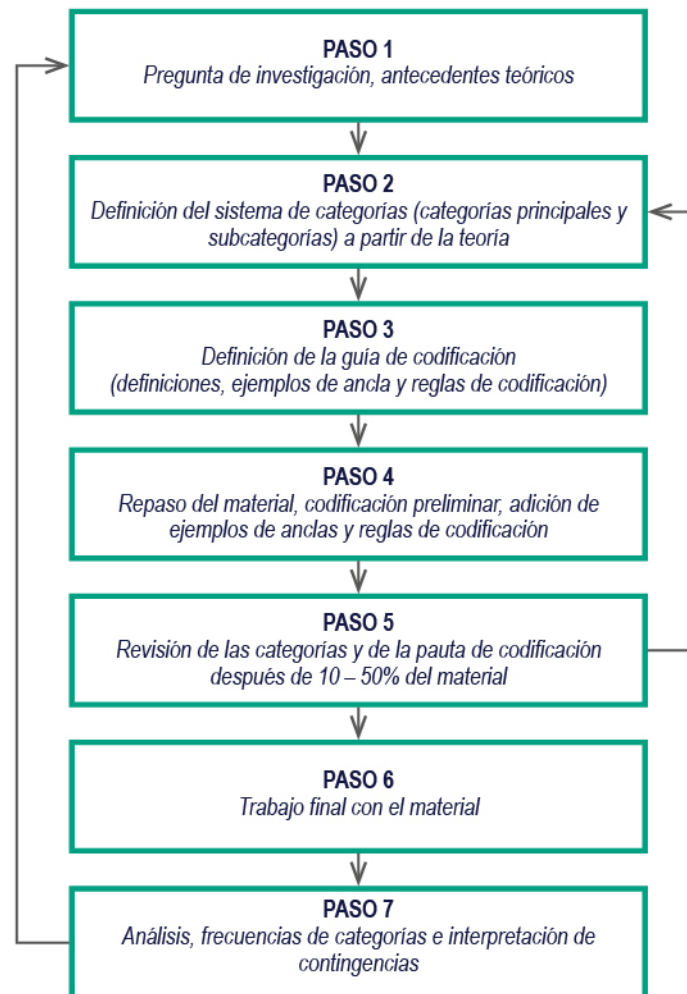 PASO 1
Pregunta de investigación, antecedentes teóricos
PASO 2
Definición del sistema de categorías (categorías principales y
subcategorías) a partir de la teoría
PASO 3
Definición de la guía de codificación
(definiciones, ejemplos de ancla y reglas de codificación)
PASO 4
Repaso del material, codificación preliminar, adición de
ejemplos de anclas y reglas de codificación
PASO 5
Revisión de las categorías y de la pauta de codificación
después de 10 – 50% del material
PASO 6
Trabajo final con el material
PASO 7
Análisis, frecuencias de categorías e interpretación de
contingencias